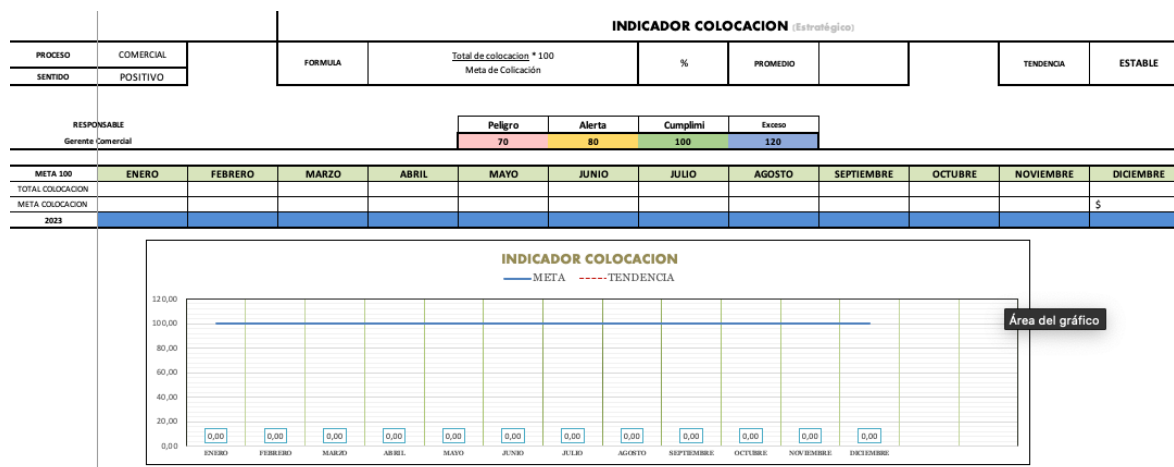 INDICADOR COLOCACION (Estratégico)
PROCESO COMERCIAL
SENTIDO POSITIVO
FORMULA Total de colocacion * 100
Meta de Colicación
% PROMEDIO TENDENCIA ESTABLE
RESPONSABLE
Gerente Comercial
Peligro Alerta Cumplimi Exceso
70 80 100 120
META 100 ENERO FEBRERO MARZO ABRIL MAYO JUNIO JULIO AGOSTO SEPTIEMBRE OCTUBRE NOVIEMBRE DICIEMBRE
TOTAL COLOCACION
META COLOCACION $
2023
INDICADOR COLOCACION
META TENDENCIA
120,00
100,00
80,00
60,00
40,00
20,00
0,00
0,00 0,00 0,00 0,00 0,00 0,00 0,00 0,00 0,00 0,00 0,00 0,00
ENERO FEBRERO MARZO ABRIL MAYO JUNIO JULIO AGOSTO SEPTIEMBRE OCTUBRE NOVIEMBRE DICIEMBRE
Área del gráfico